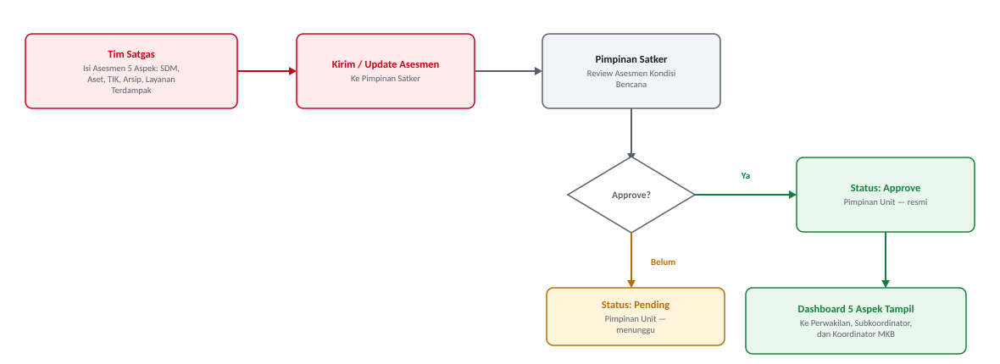 Tim Satgas
Isi Asesmen 5 Aspek: SDM,
Aset, TIK, Arsip, Layanan
Terdampak
Kirim / Update Asesmen
Ke Pimpinan Satker
Pimpinan Satker
Review Asesmen Kondisi
Bencana
Approve?
Ya
Status: Approve
Pimpinan Unit — resmi
Belum
Status: Pending
Pimpinan Unit —
menunggu
Dashboard 5 Aspek Tampil
Ke Perwakilan, Subkoordinator,
dan Koordinator MKB